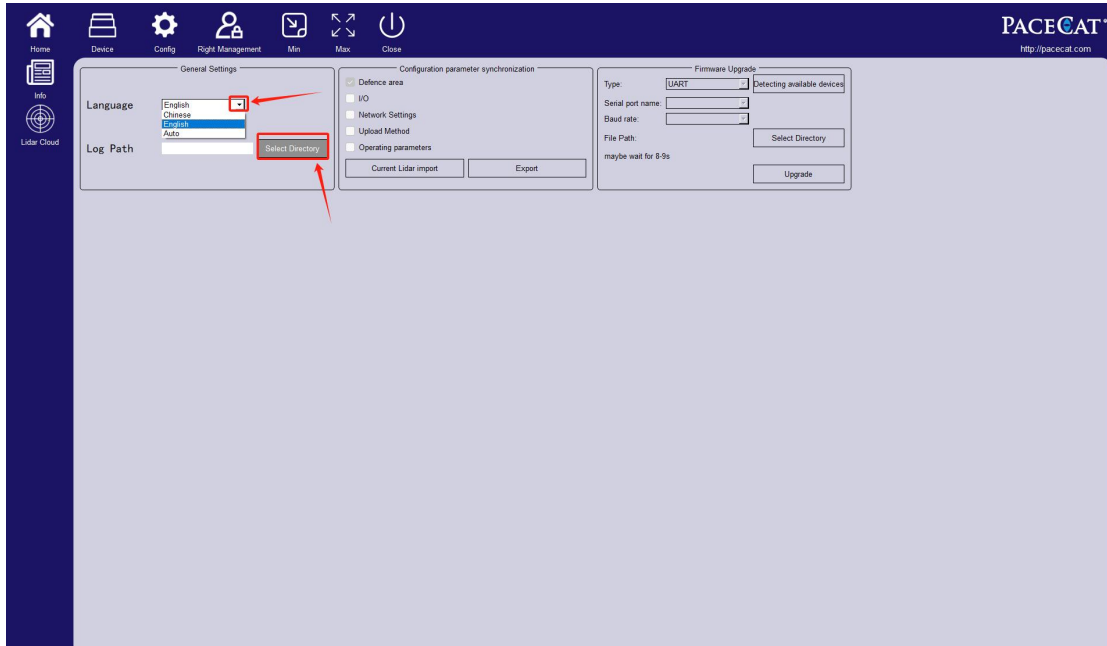 Home
Device
Config
Right Management
Min
Max
Close
PACECAT
http://pacecat.com
Info
Lidar Cloud
General Settings
Language
English
Chinese
English
Auto
Log Path
Select Directory
Configuration parameter synchronization
Defence area
I/O
Network Settings
Upload Method
Operating parameters
Current Lidar import
Export
Firmware Upgrade
Type:
UART
Detecting available devices
Serial port name:
Baud rate:
File Path:
Select Directory
maybe wait for 8-9s
Upgrade